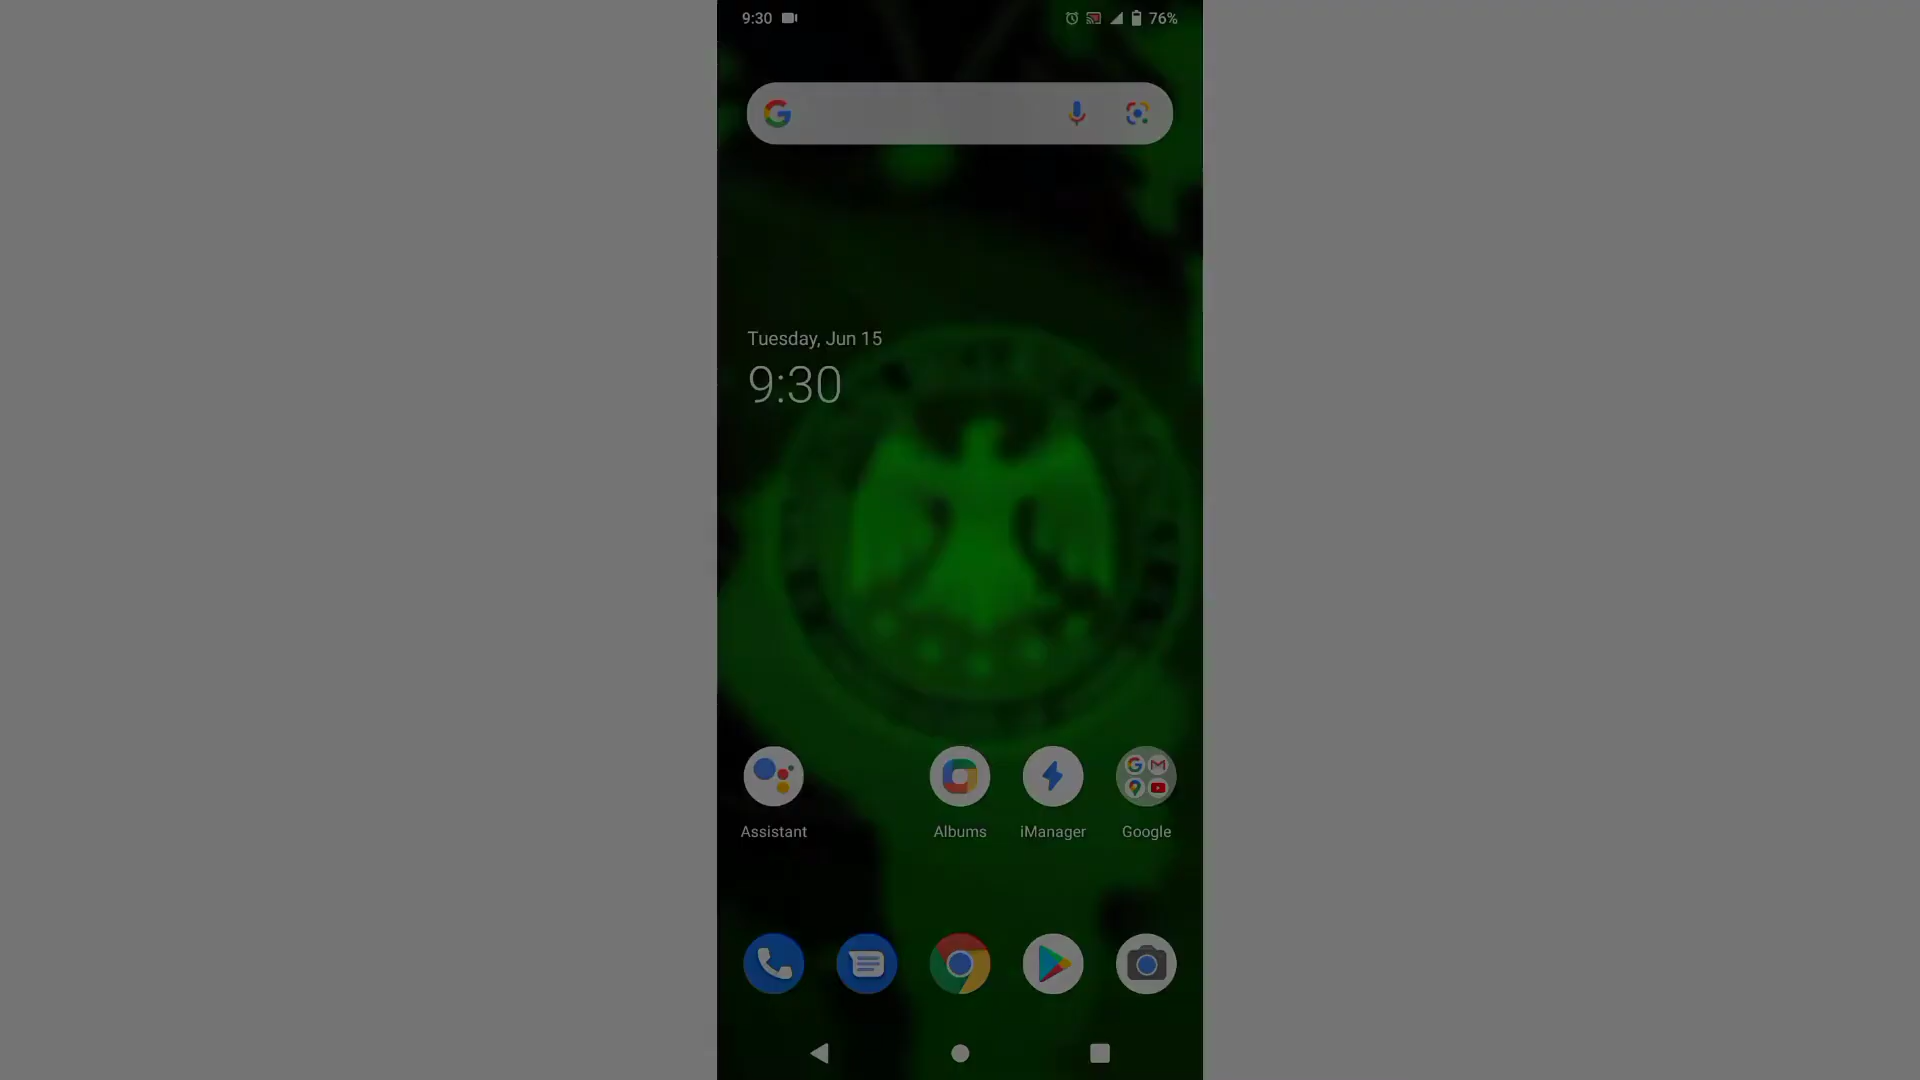 9:30
76%
Tuesday, Jun 15
9:30
Assistant
Albums
iManager
Google